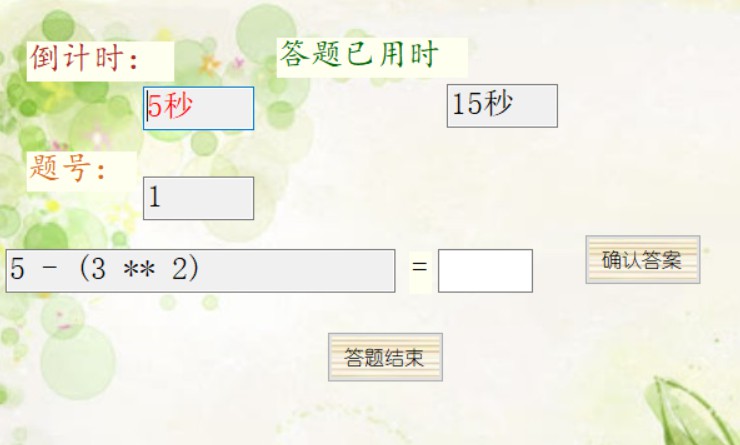 倒计时： 答题已用时
5秒 15秒
题号：
1
5 - (3 ** 2) = 确认答案
答题结束